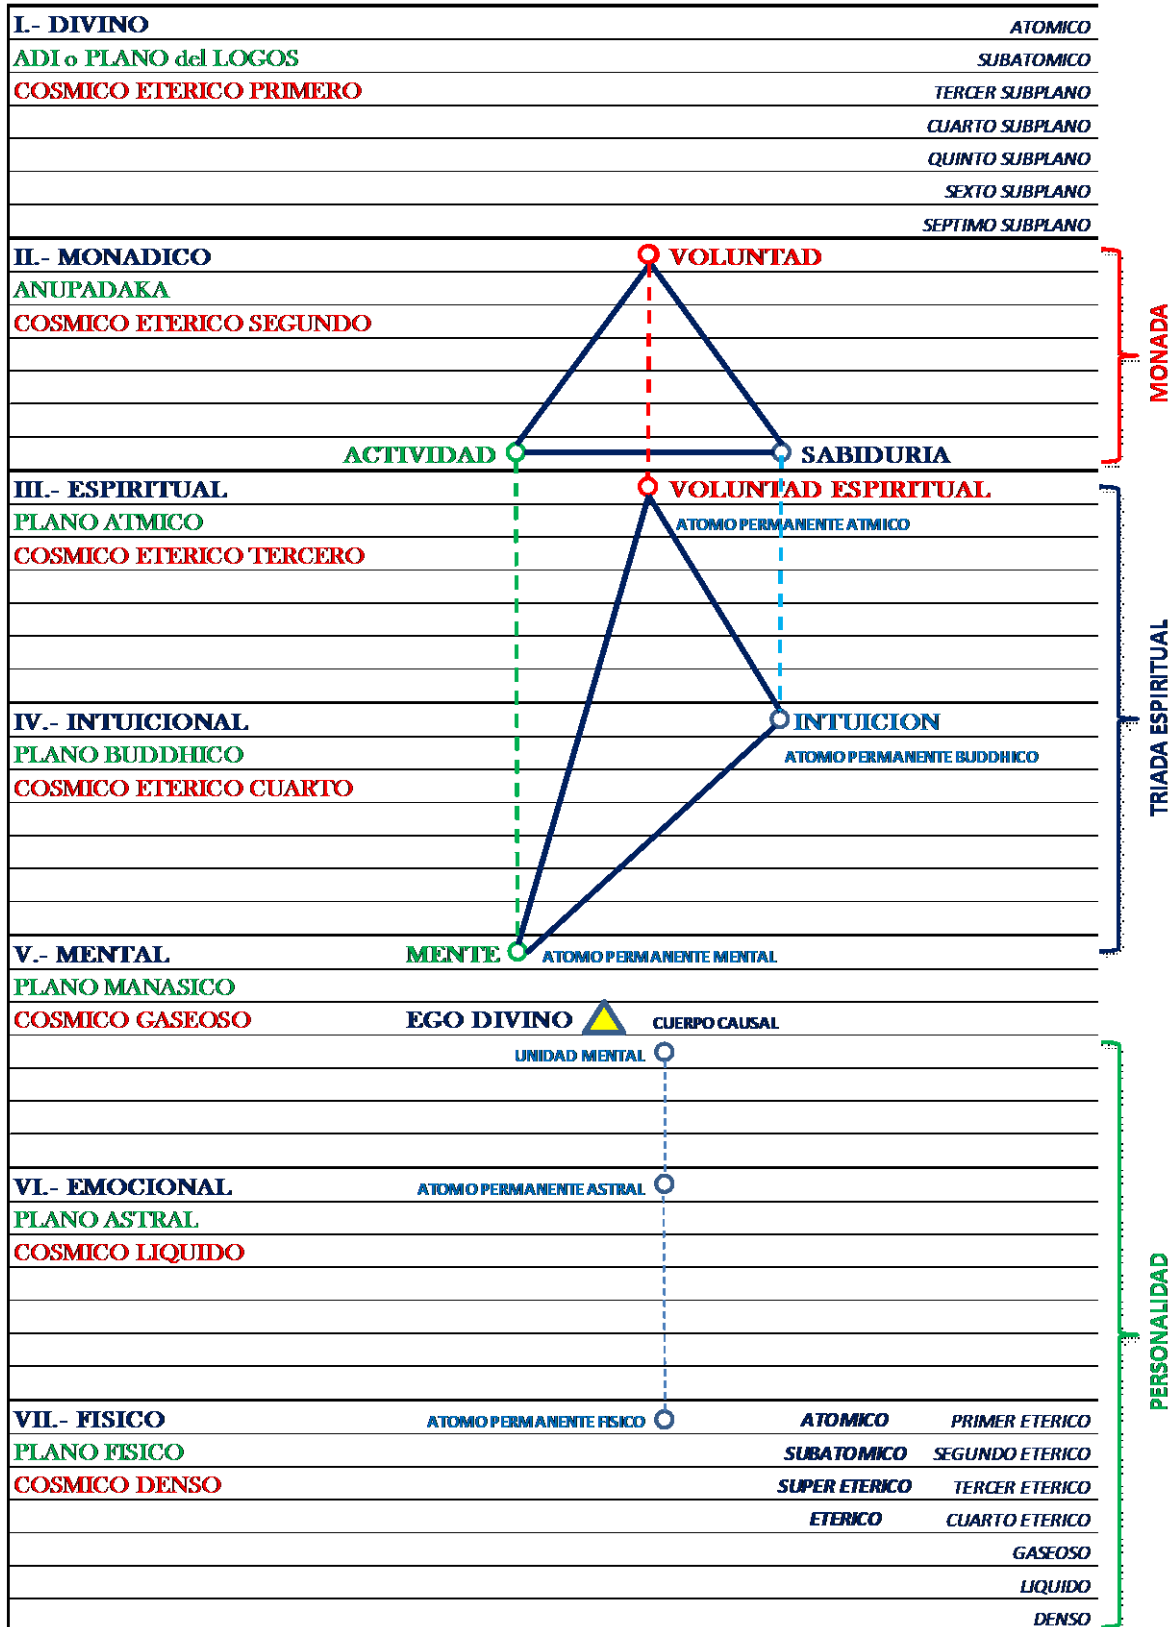 I.- DIVINO ATOMICO
ADI o PLANO del LOGOS SUBATOMICO
COSMICO ETERICO PRIMERO TERCER SUBPLANO
CUARTO SUBPLANO
QUINTO SUBPLANO
SEXTO SUBPLANO
SEPTIMO SUBPLANO
II.- MONADICO VOLUNTAD
ANUPADAKA
COSMICO ETERICO SEGUNDO
MONADA
ACTIVIDAD SABIDURIA
III.- ESPIRITUAL VOLUNTAD ESPIRITUAL
PLANO ATMICO ATOMO PERMANENTE ATMICO
COSMICO ETERICO TERCERO
TRIADA ESPIRITUAL
IV.- INTUICIONAL INTUICION
PLANO BUDDHICO ATOMO PERMANENTE BUDDHICO
COSMICO ETERICO CUARTO
V.- MENTAL MENTE ATOMO PERMANENTE MENTAL
PLANO MANASICO
COSMICO GASEOSO EGO DIVINO CUERPO CAUSAL
UNIDAD MENTAL
VI.- EMOCIONAL ATOMO PERMANENTE ASTRAL
PLANO ASTRAL
COSMICO LIQUIDO
PERSONALIDAD
VII.- FISICO ATOMO PERMANENTE FISICO ATOMICO PRIMER ETERICO
PLANO FISICO SUBATOMICO SEGUNDO ETERICO
COSMICO DENSO SUPER ETERICO TERCER ETERICO
ETERICO CUARTO ETERICO
GASEOSO
LIQUIDO
DENSO